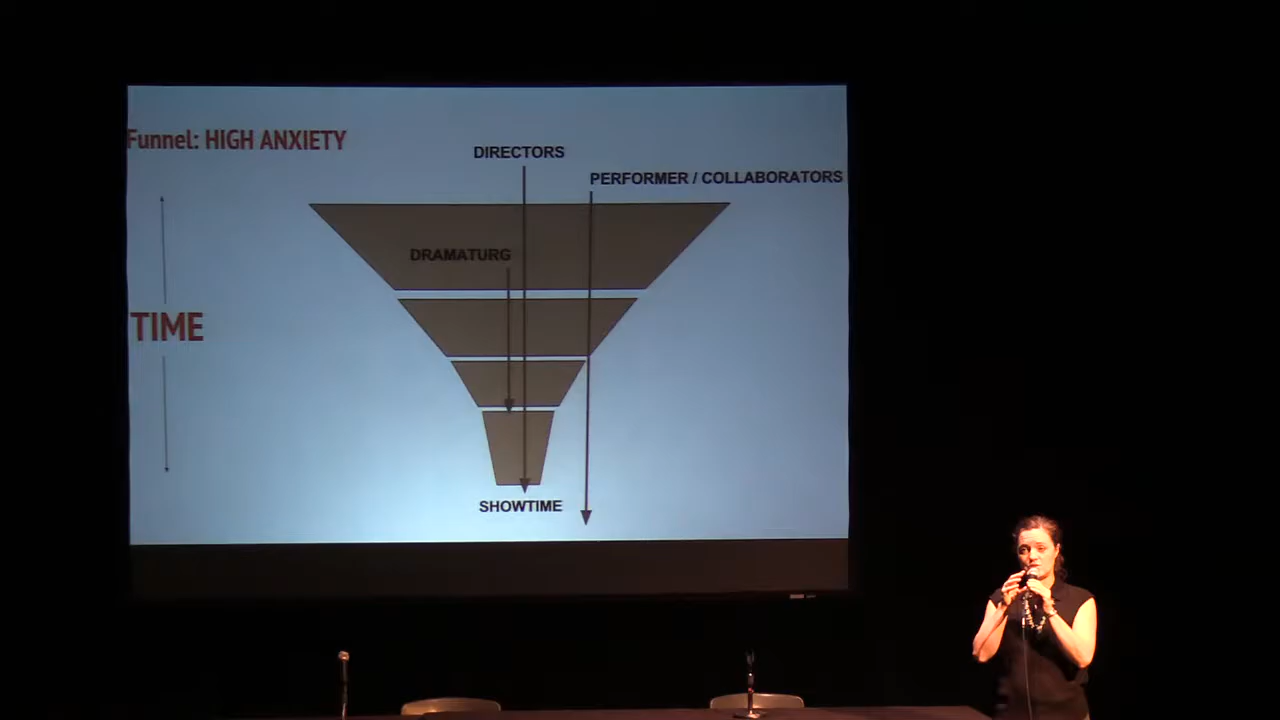 Funnel: HIGH ANXIETY
DIRECTORS
PERFORMER / COLLABORATORS
DRAMATURG
TIME
SHOWTIME